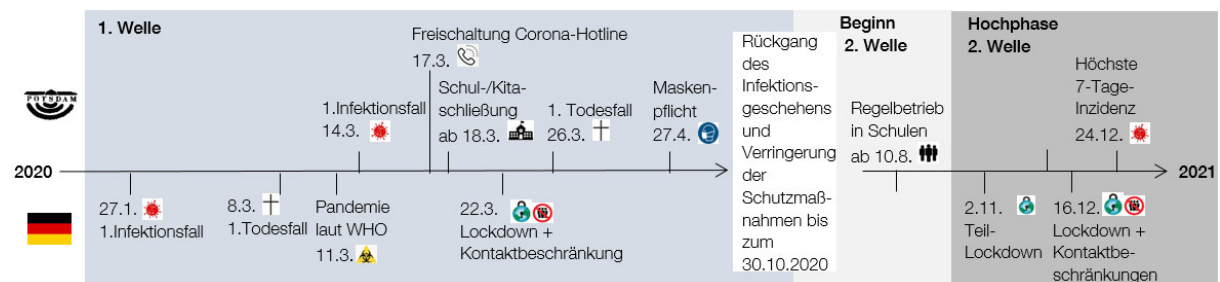 1. Welle
Freischaltung Corona-Hotline
17.3.
Schul-/Kita-
schließung
ab 18.3.
1.Infektionsfall
14.3.
1. Todesfall
26.3.
Masken-
pflicht
27.4.
Rückgang
des
Infektions-
geschehens
und
Verringerung
der
Schutzmaß-
nahmen bis
zum
30.10.2020
Beginn
2. Welle
Regelbetrieb
in Schulen
ab 10.8.
Hochphase
2. Welle
Höchste
7-Tage-
Inzidenz
24.12.
POTSDAM
2020
2021
27.1.
1.Infektionsfall
8.3.
1.Todesfall
Pandemie
laut WHO
11.3.
22.3.
Lockdown +
Kontaktbeschränkung
2.11.
Teil-
Lockdown
16.12.
Lockdown +
Kontaktbe-
schränkungen